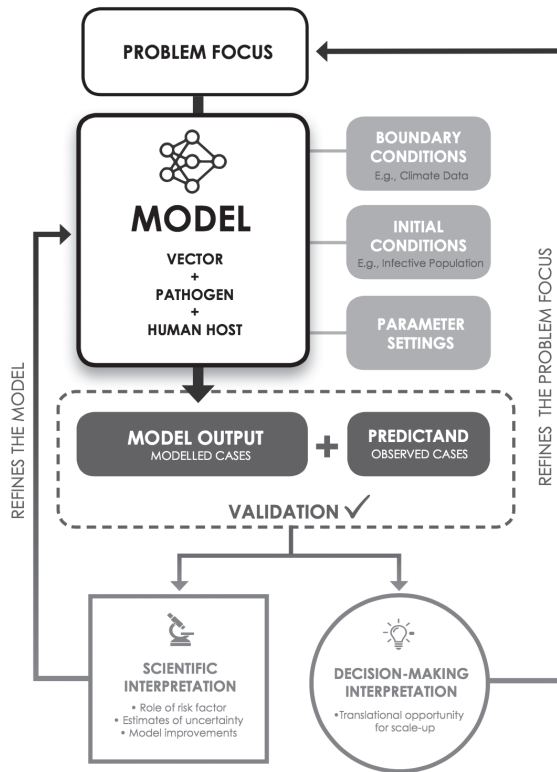 PROBLEM FOCUS
MODEL
VECTOR
+
PATHOGEN
+
HUMAN HOST
BOUNDARY
CONDITIONS
E.g., Climate Data
INITIAL
CONDITIONS
E.g., Infective Population
PARAMETER
SETTINGS
MODEL OUTPUT
MODELLED CASES
+
PREDICTAND
OBSERVED CASES
VALIDATION ✓
SCIENTIFIC
INTERPRETATION
• Role of risk factor
• Estimates of uncertainty
• Model improvements
DECISION-MAKING
INTERPRETATION
•Translational opportunity
for scale-up
REFINES THE MODEL
REFINES THE PROBLEM FOCUS